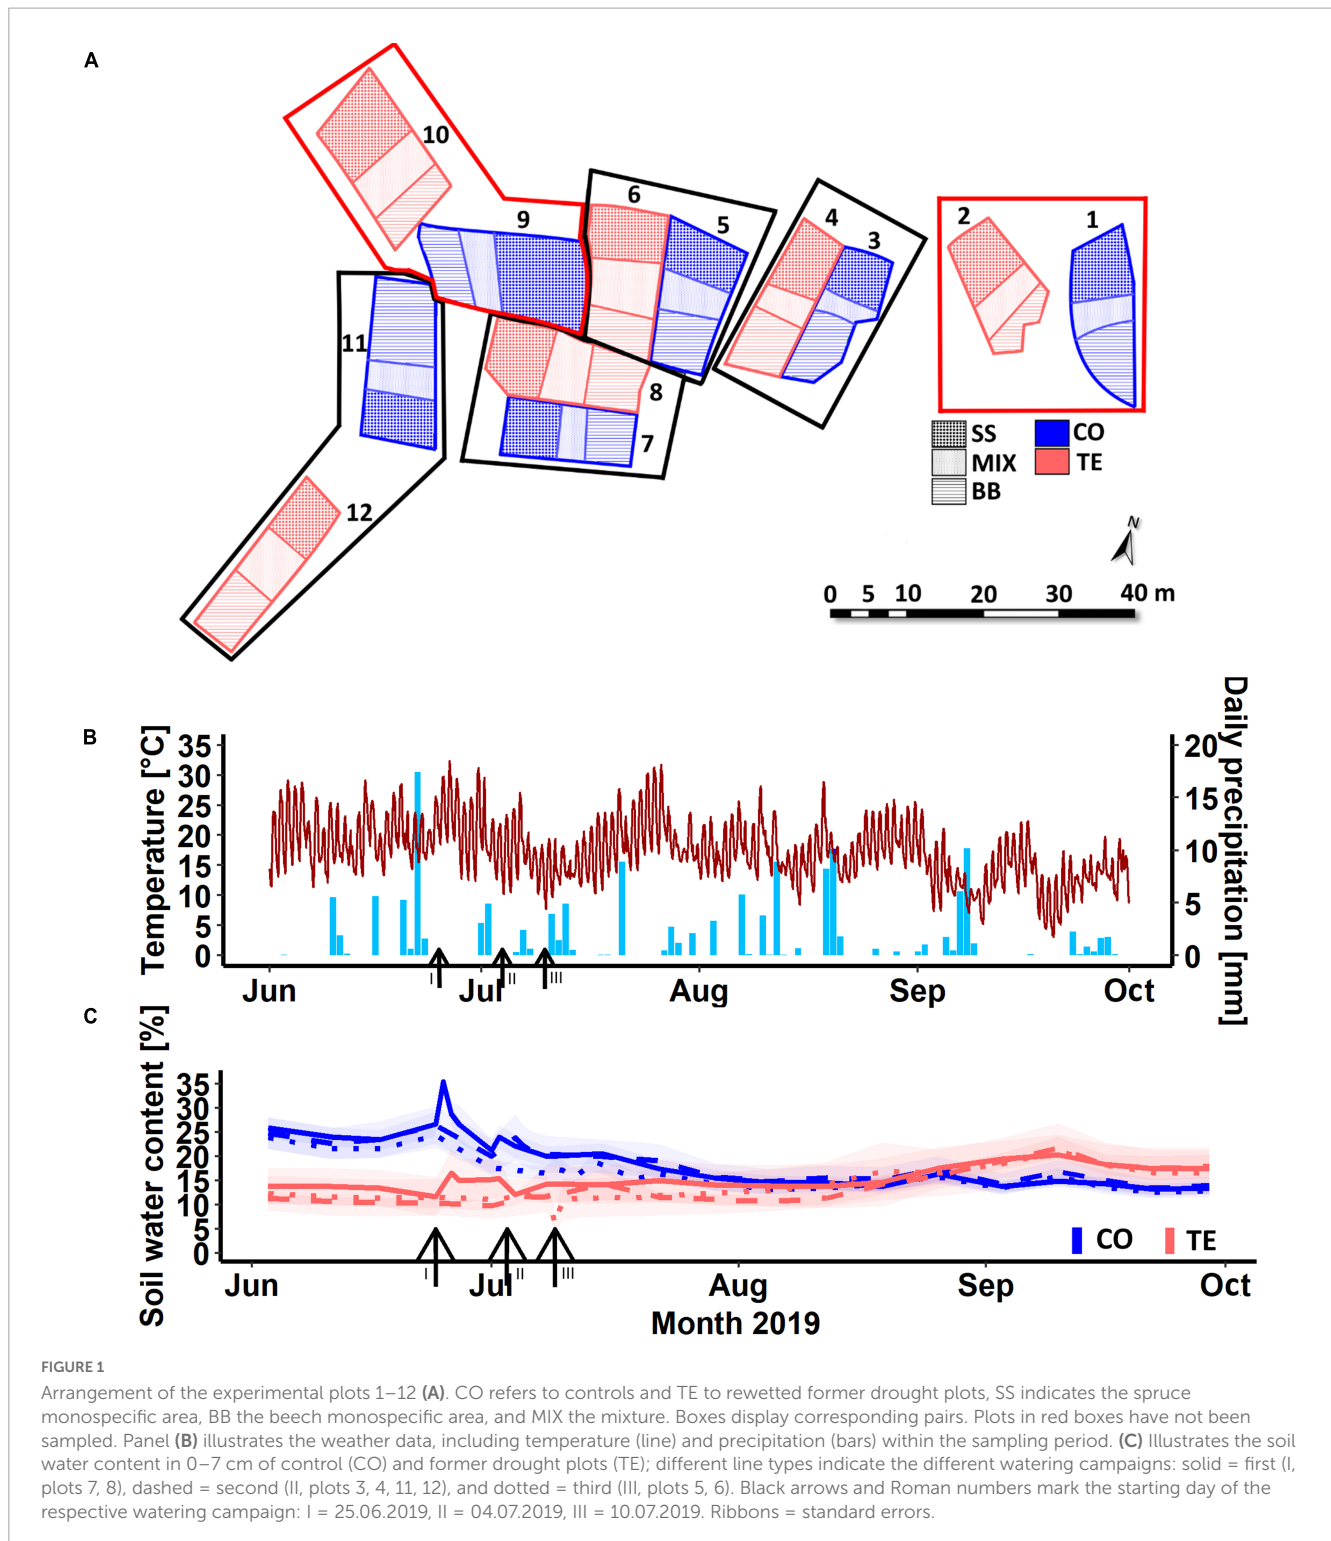 A
10
9
6
5
4
3
2
1
11
8
7
12
SS
CO
MIX
TE
BB
N
0 5 10 20 30 40 m
B
Temperature [°C]
35
30
25
20
15
10
5
0
Daily precipitation [mm]
20
15
10
5
0
I
II
III
Jun Jul Aug Sep Oct
C
Soil water content [%]
35
30
25
20
15
10
5
0
CO TE
I
II
III
Jun Jul Aug Sep Oct
Month 2019
FIGURE 1
Arrangement of the experimental plots 1–12 (A). CO refers to controls and TE to rewetted former drought plots, SS indicates the spruce
monospecific area, BB the beech monospecific area, and MIX the mixture. Boxes display corresponding pairs. Plots in red boxes have not been
sampled. Panel (B) illustrates the weather data, including temperature (line) and precipitation (bars) within the sampling period. (C) Illustrates the soil
water content in 0–7 cm of control (CO) and former drought plots (TE); different line types indicate the different watering campaigns: solid = first (I,
plots 7, 8), dashed = second (II, plots 3, 4, 11, 12), and dotted = third (III, plots 5, 6). Black arrows and Roman numbers mark the starting day of the
respective watering campaign: I = 25.06.2019, II = 04.07.2019, III = 10.07.2019. Ribbons = standard errors.